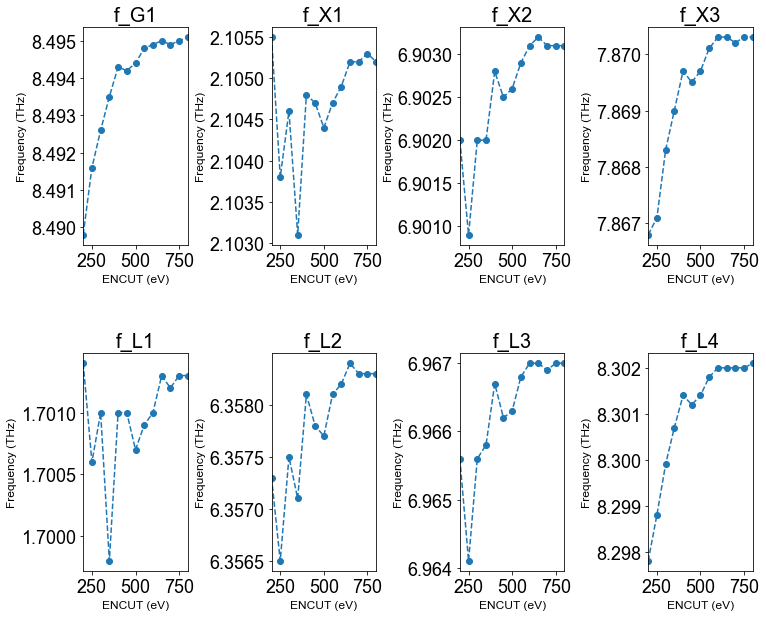 f_G1
8.495
8.494
8.493
8.492
8.491
8.490
Frequency (THz)
250 500 750
ENCUT (eV)
f_X1
2.1055
2.1050
2.1045
2.1040
2.1035
2.1030
Frequency (THz)
250 500 750
ENCUT (eV)
f_X2
6.9030
6.9025
6.9020
6.9015
6.9010
Frequency (THz)
250 500 750
ENCUT (eV)
f_X3
7.870
7.869
7.868
7.867
Frequency (THz)
250 500 750
ENCUT (eV)
f_L1
1.7010
1.7005
1.7000
Frequency (THz)
250 500 750
ENCUT (eV)
f_L2
6.3580
6.3575
6.3570
6.3565
Frequency (THz)
250 500 750
ENCUT (eV)
f_L3
6.967
6.966
6.965
6.964
Frequency (THz)
250 500 750
ENCUT (eV)
f_L4
8.302
8.301
8.300
8.299
8.298
Frequency (THz)
250 500 750
ENCUT (eV)